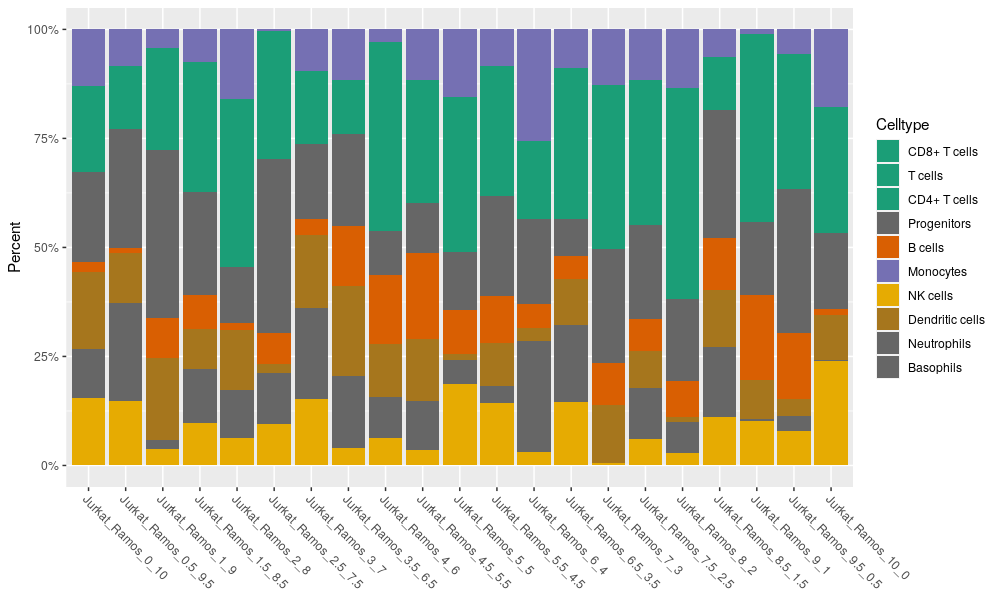 Percent
100%
75%
50%
25%
0%
Jurkat_Ramos_0_10
Jurkat_Ramos_0.5_9.5
Jurkat_Ramos_1_9
Jurkat_Ramos_1.5_8.5
Jurkat_Ramos_2_8
Jurkat_Ramos_2.5_7.5
Jurkat_Ramos_3_7
Jurkat_Ramos_3.5_6.5
Jurkat_Ramos_4_6
Jurkat_Ramos_4.5_5.5
Jurkat_Ramos_5_5
Jurkat_Ramos_5.5_4.5
Jurkat_Ramos_6_4
Jurkat_Ramos_6.5_3.5
Jurkat_Ramos_7_3
Jurkat_Ramos_7.5_2.5
Jurkat_Ramos_8_2
Jurkat_Ramos_8.5_1.5
Jurkat_Ramos_9_1
Jurkat_Ramos_9.5_0.5
Jurkat_Ramos_10_0
Celltype
CD8+ T cells
T cells
CD4+ T cells
Progenitors
B cells
Monocytes
NK cells
Dendritic cells
Neutrophils
Basophils